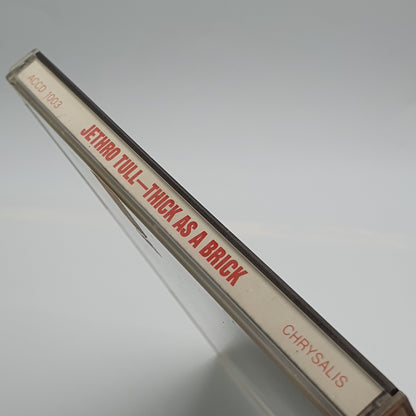 ACCD 1003
JETHRO TULL—THICK AS A BRICK
CHRYSALIS